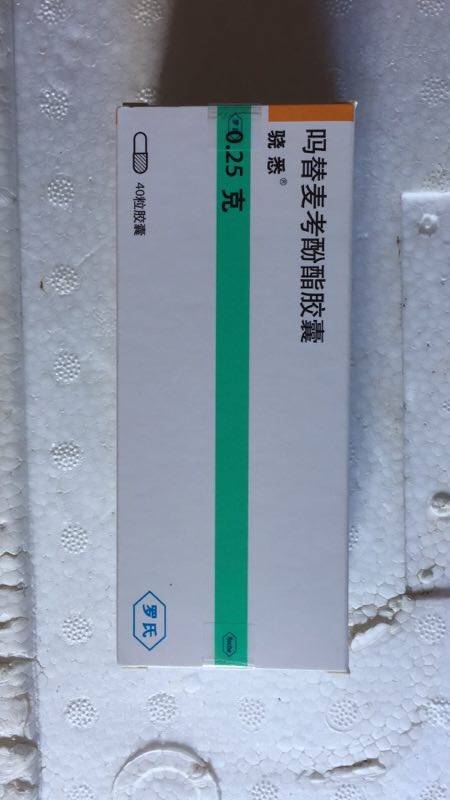 吗替麦考酚酯胶囊
骁悉®
0.25 克
40粒胶囊
罗氏
Roche